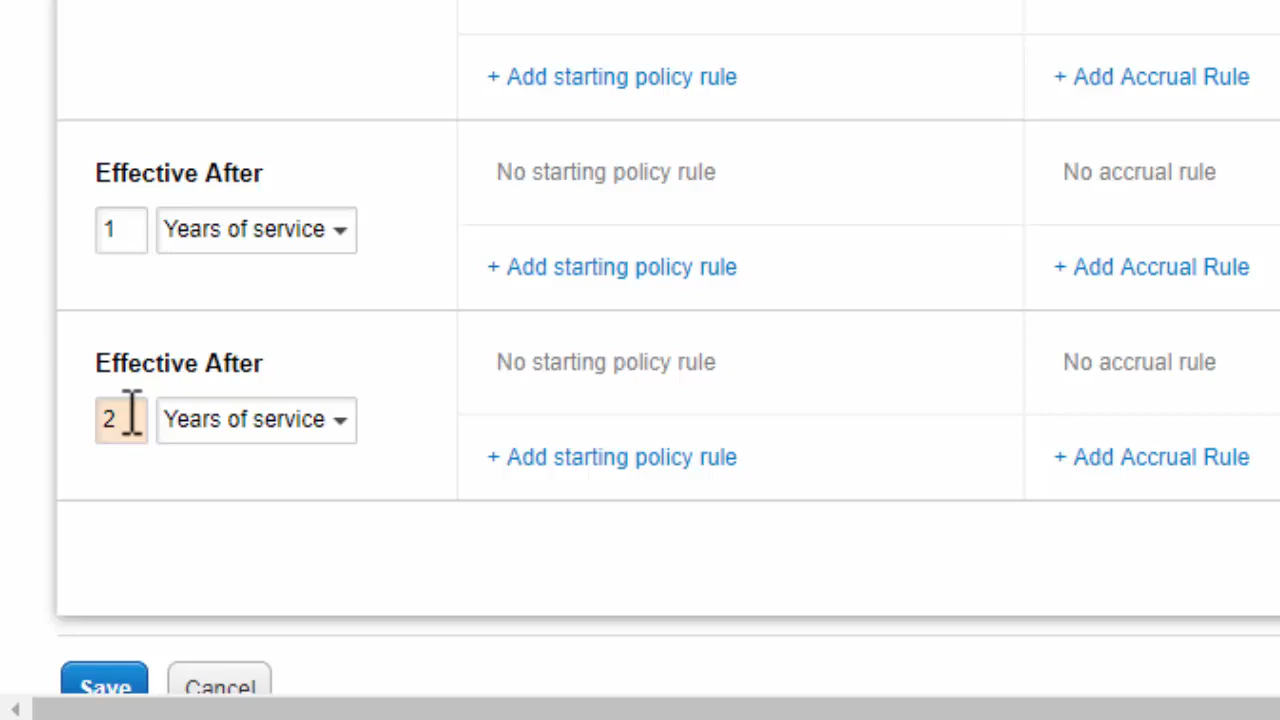 + Add starting policy rule
+ Add Accrual Rule
Effective After
No starting policy rule
No accrual rule
1
Years of service
+ Add starting policy rule
+ Add Accrual Rule
Effective After
No starting policy rule
No accrual rule
2
Years of service
+ Add starting policy rule
+ Add Accrual Rule
Save
Cancel